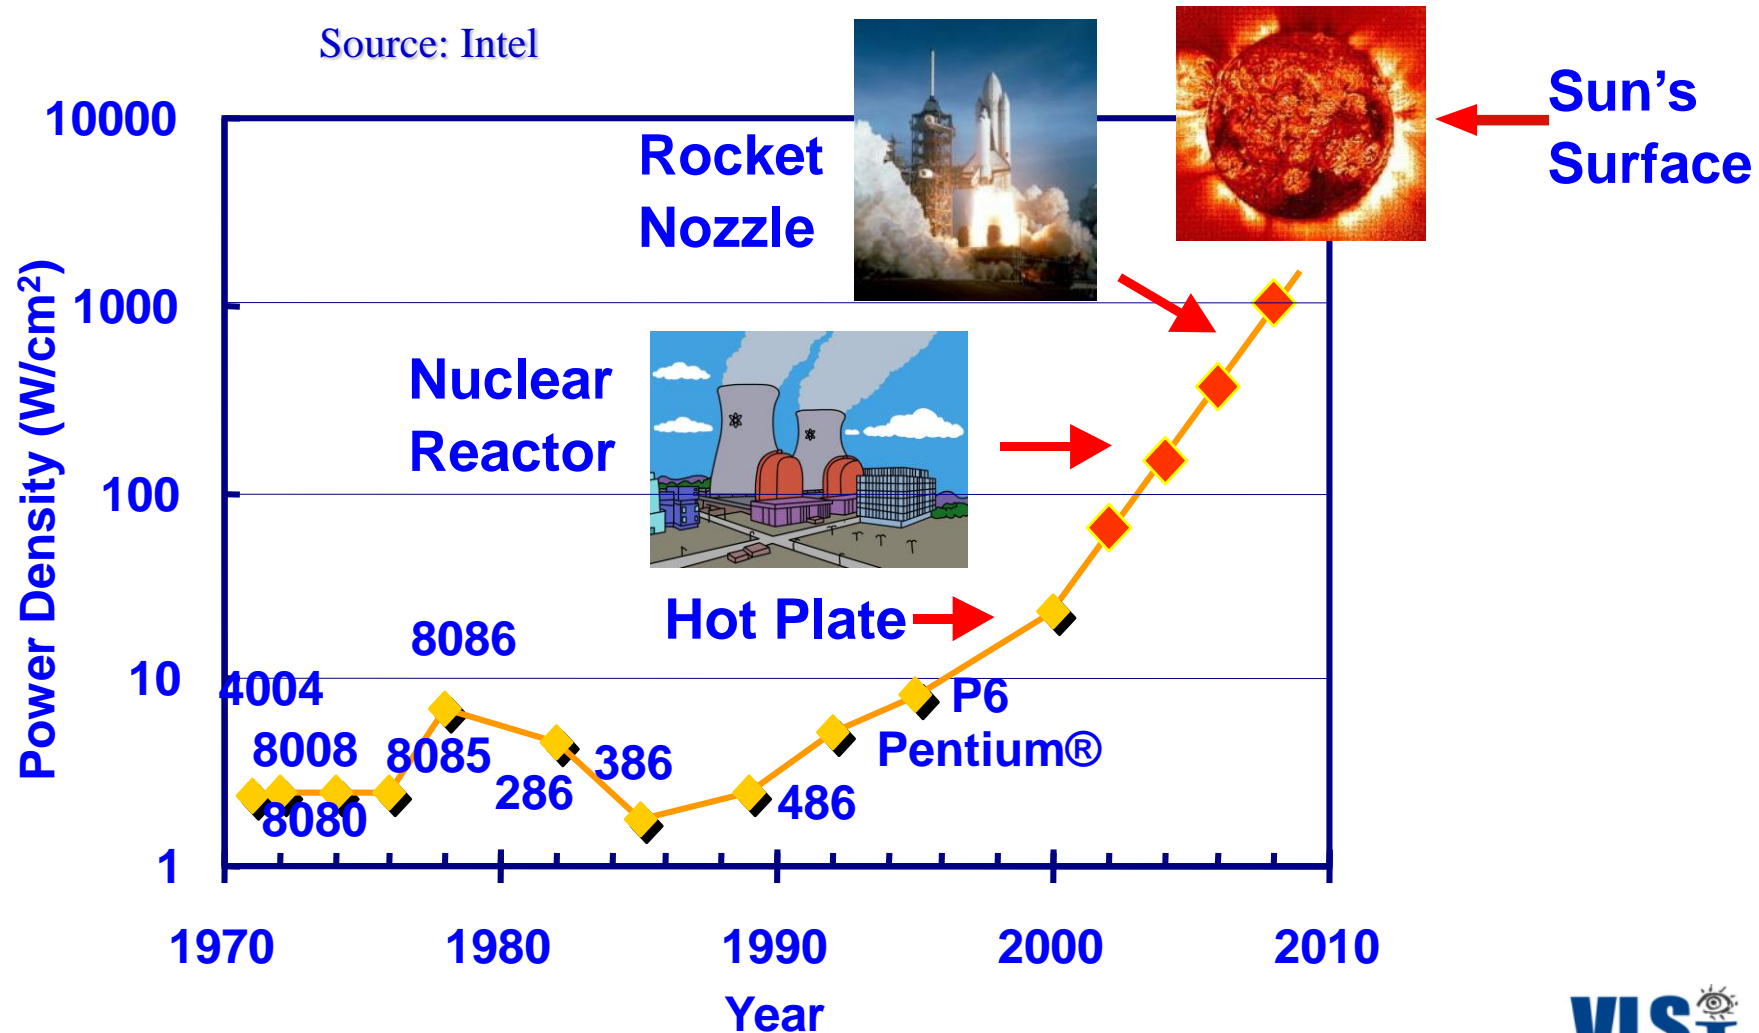 Source: Intel
Sun's
Surface
Rocket
Nozzle
Nuclear
Reactor
Hot Plate
Power Density (W/cm²)
10000
1000
100
10
1
4004
8008
8080
8085
8086
286
386
486
Pentium®
P6
1970
1980
1990
2000
2010
Year